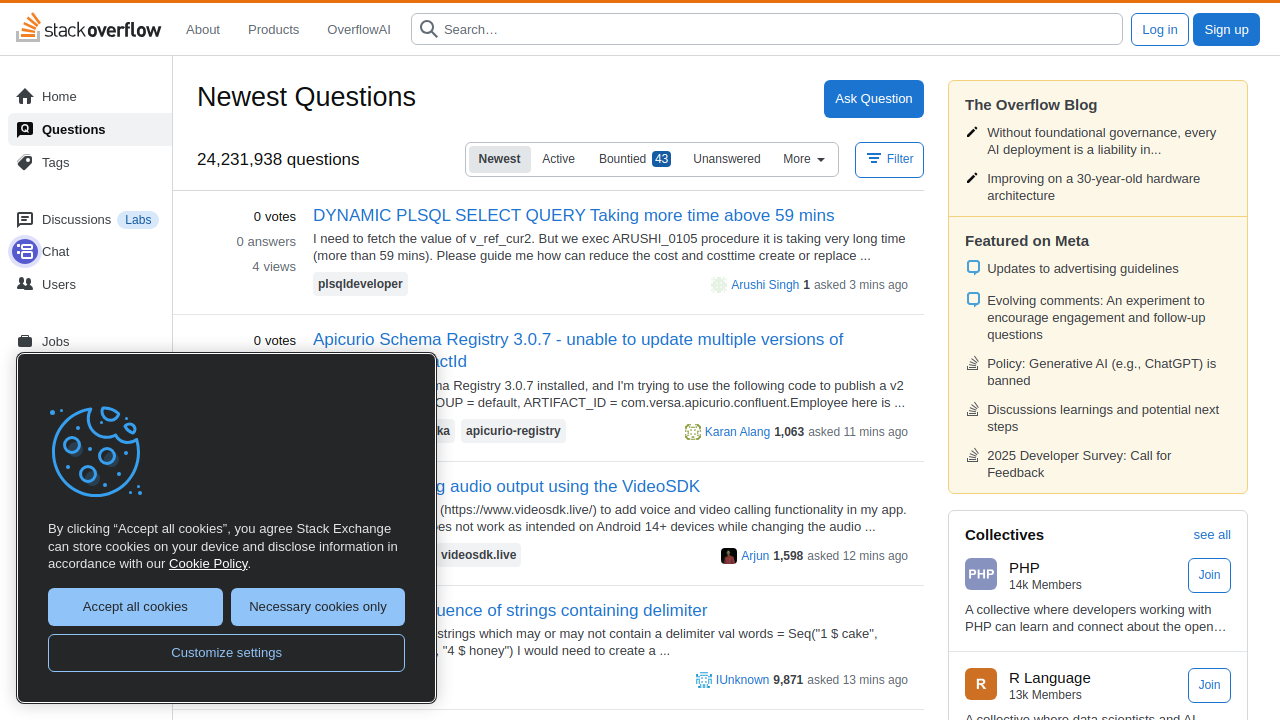 stack overflow
About
Products
OverflowAI
Search…
Log in
Sign up
Home
Questions
Tags
Discussions
Labs
Chat
Users
Jobs
Newest Questions
Ask Question
24,231,938 questions
Newest
Active
Bountied 43
Unanswered
More
Filter
0 votes
0 answers
4 views
DYNAMIC PLSQL SELECT QUERY Taking more time above 59 mins
I need to fetch the value of v_ref_cur2. But we exec ARUSHI_0105 procedure it is taking very long time
(more than 59 mins). Please guide me how can reduce the cost and costtime create or replace ...
plsqldeveloper
Arushi Singh 1 asked 3 mins ago
0 votes
Apicurio Schema Registry 3.0.7 - unable to update multiple versions of
actId
ma Registry 3.0.7 installed, and I'm trying to use the following code to publish a v2
OUP = default, ARTIFACT_ID = com.versa.apicurio.confluent.Employee here is ...
ka
apicurio-registry
Karan Alang 1,063 asked 11 mins ago
g audio output using the VideoSDK
(https://www.videosdk.live/) to add voice and video calling functionality in my app.
oes not work as intended on Android 14+ devices while changing the audio ...
videosdk.live
Arjun 1,598 asked 12 mins ago
uence of strings containing delimiter
strings which may or may not contain a delimiter val words = Seq("1 $ cake",
, "4 $ honey") I would need to create a ...
IUnknown 9,871 asked 13 mins ago
By clicking “Accept all cookies”, you agree Stack Exchange
can store cookies on your device and disclose information in
accordance with our Cookie Policy.
Accept all cookies
Necessary cookies only
Customize settings
The Overflow Blog
Without foundational governance, every
AI deployment is a liability in...
Improving on a 30-year-old hardware
architecture
Featured on Meta
Updates to advertising guidelines
Evolving comments: An experiment to
encourage engagement and follow-up
questions
Policy: Generative AI (e.g., ChatGPT) is
banned
Discussions learnings and potential next
steps
2025 Developer Survey: Call for
Feedback
Collectives
see all
PHP
PHP
14k Members
Join
A collective where developers working with
PHP can learn and connect about the open…
R
R Language
13k Members
Join
A collective where data scientists and AI